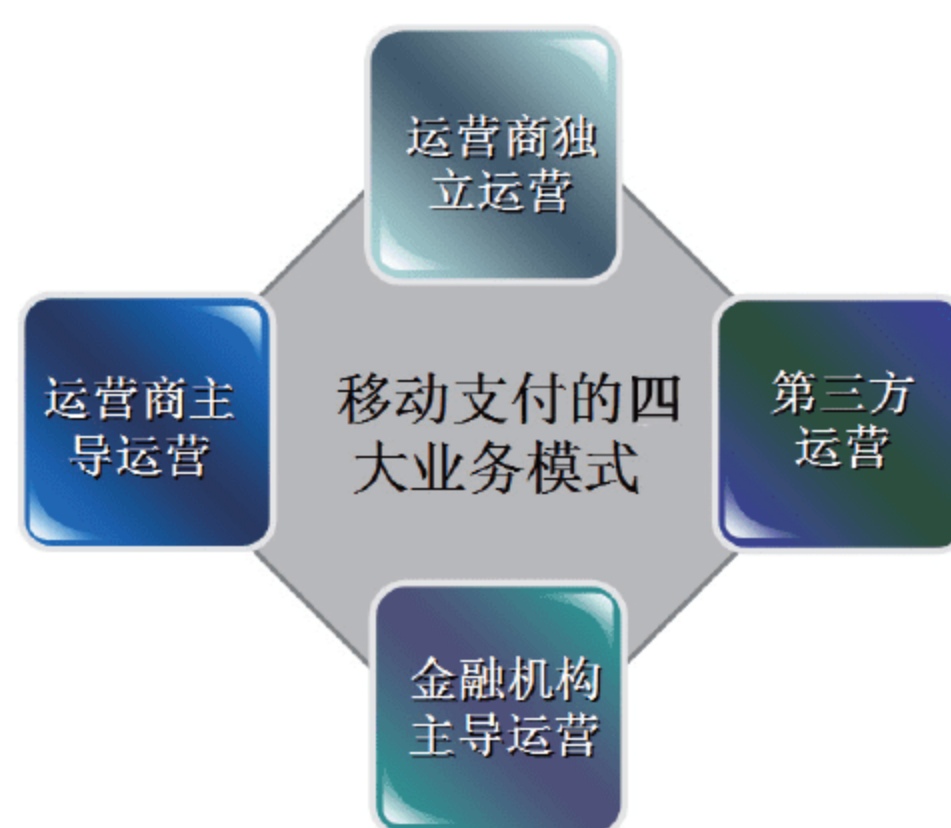 运营商独
立运营
运营商主
导运营
移动支付的四
大业务模式
第三方
运营
金融机构
主导运营